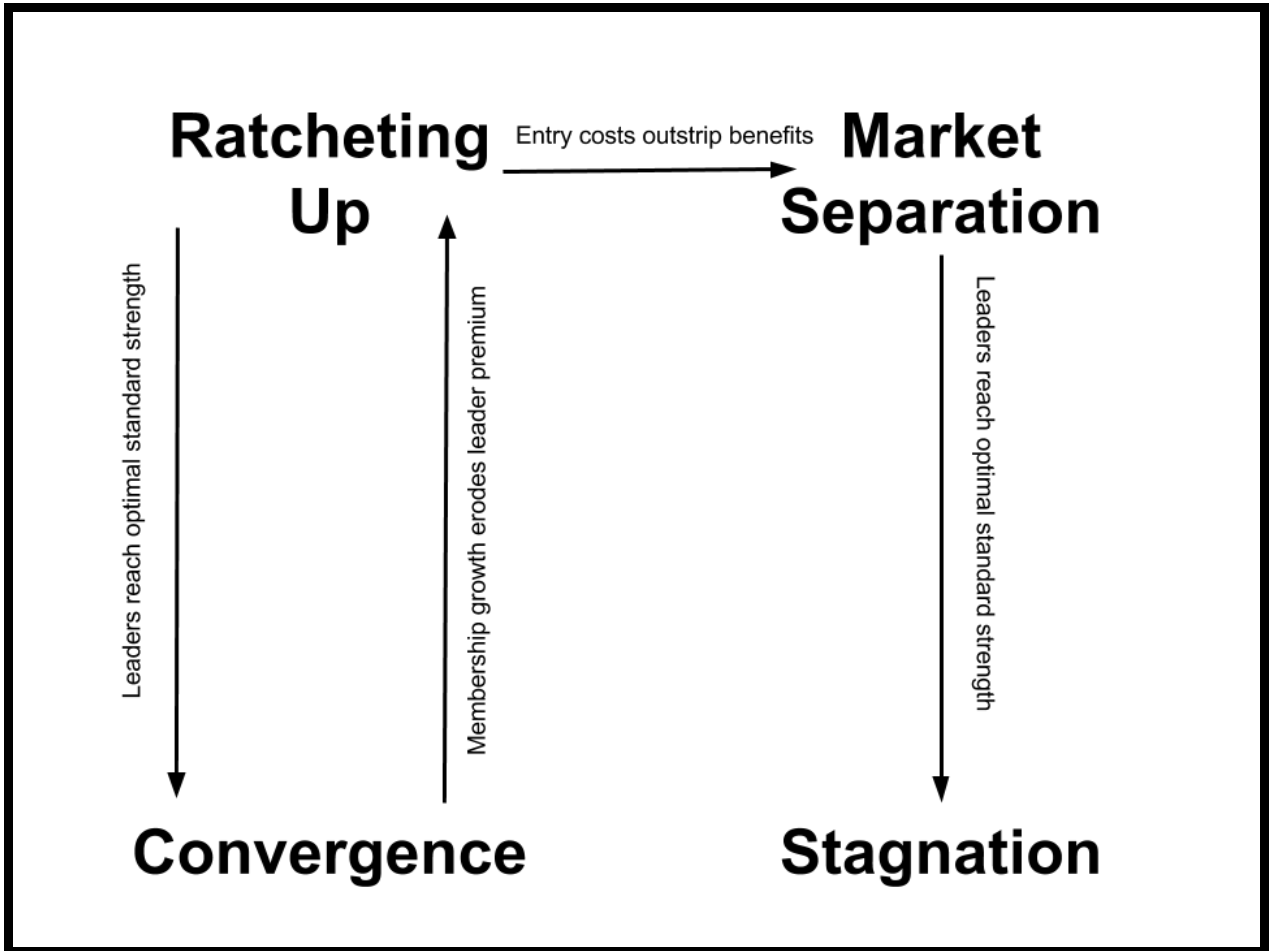 Ratcheting
Up
Entry costs outstrip benefits
Market
Separation
Leaders reach optimal standard strength
Membership growth erodes leader premium
Leaders reach optimal standard strength
Convergence
Stagnation